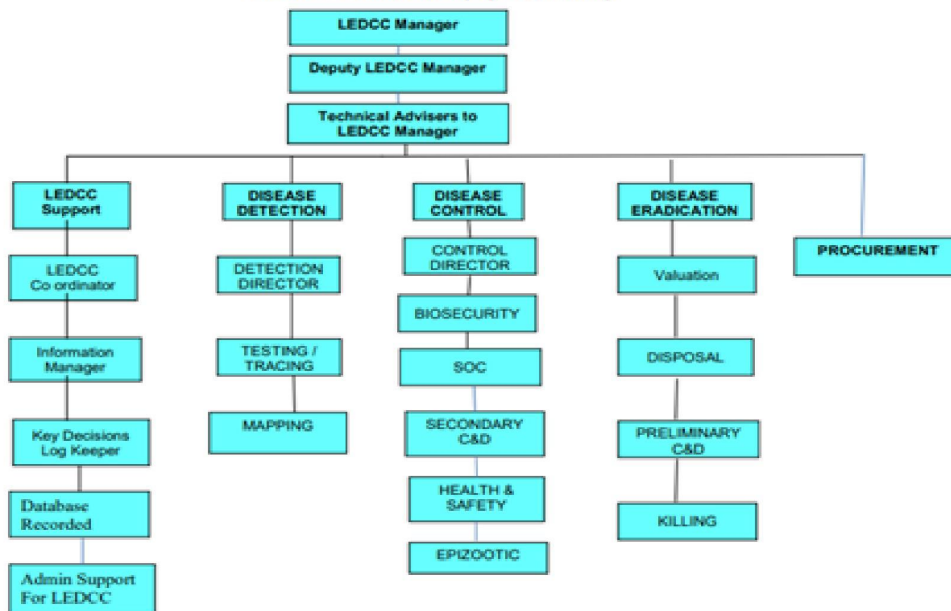 LEDCC Manager
Deputy LEDCC Manager
Technical Advisers to
LEDCC Manager
LEDCC
Support
DISEASE
DETECTION
DISEASE
CONTROL
DISEASE
ERADICATION
PROCUREMENT
LEDCC
Co ordinator
DETECTION
DIRECTOR
CONTROL
DIRECTOR
Valuation
BIOSECURITY
Information
Manager
TESTING /
TRACING
SOC
DISPOSAL
Key Decisions
Log Keeper
MAPPING
SECONDARY
C&D
PRELIMINARY
C&D
Database
Recorded
HEALTH &
SAFETY
KILLING
EPIZOOTIC
Admin Support
For LEDCC